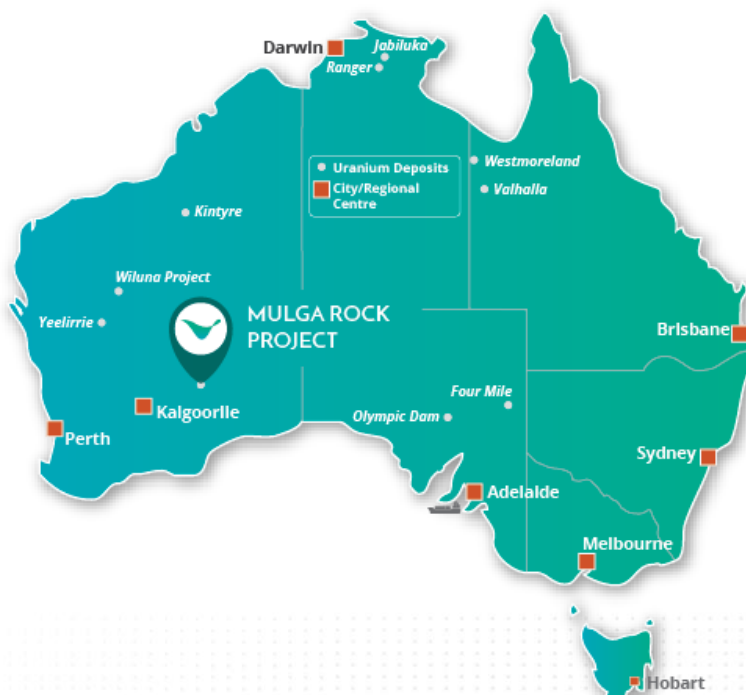 Darwin
Jabiluka
Ranger
Uranium Deposits
City/Regional
Centre
Westmoreland
Valhalla
Kintyre
Wiluna Project
Yeelirrie
MULGA ROCK
PROJECT
Brisbane
Four Mile
Olympic Dam
Kalgoorlie
Perth
Sydney
Adelaide
Melbourne
Hobart